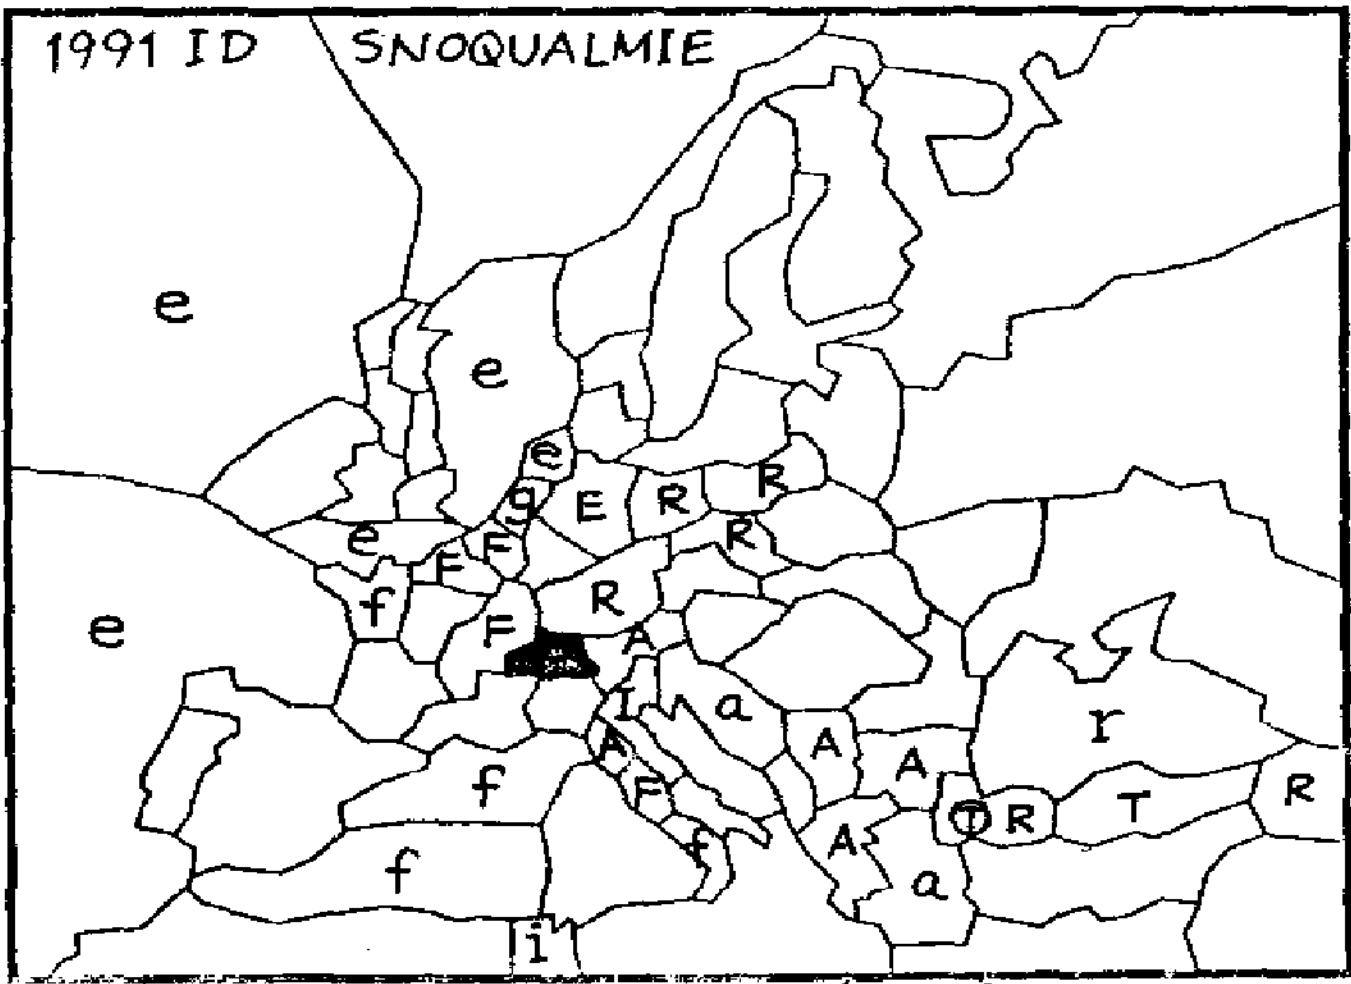 1991 ID SNOQUALMIE
e
e
e
g E R R
e F F R
e f F R
A
I a r
A A A R
f F T R T
f f A a
i